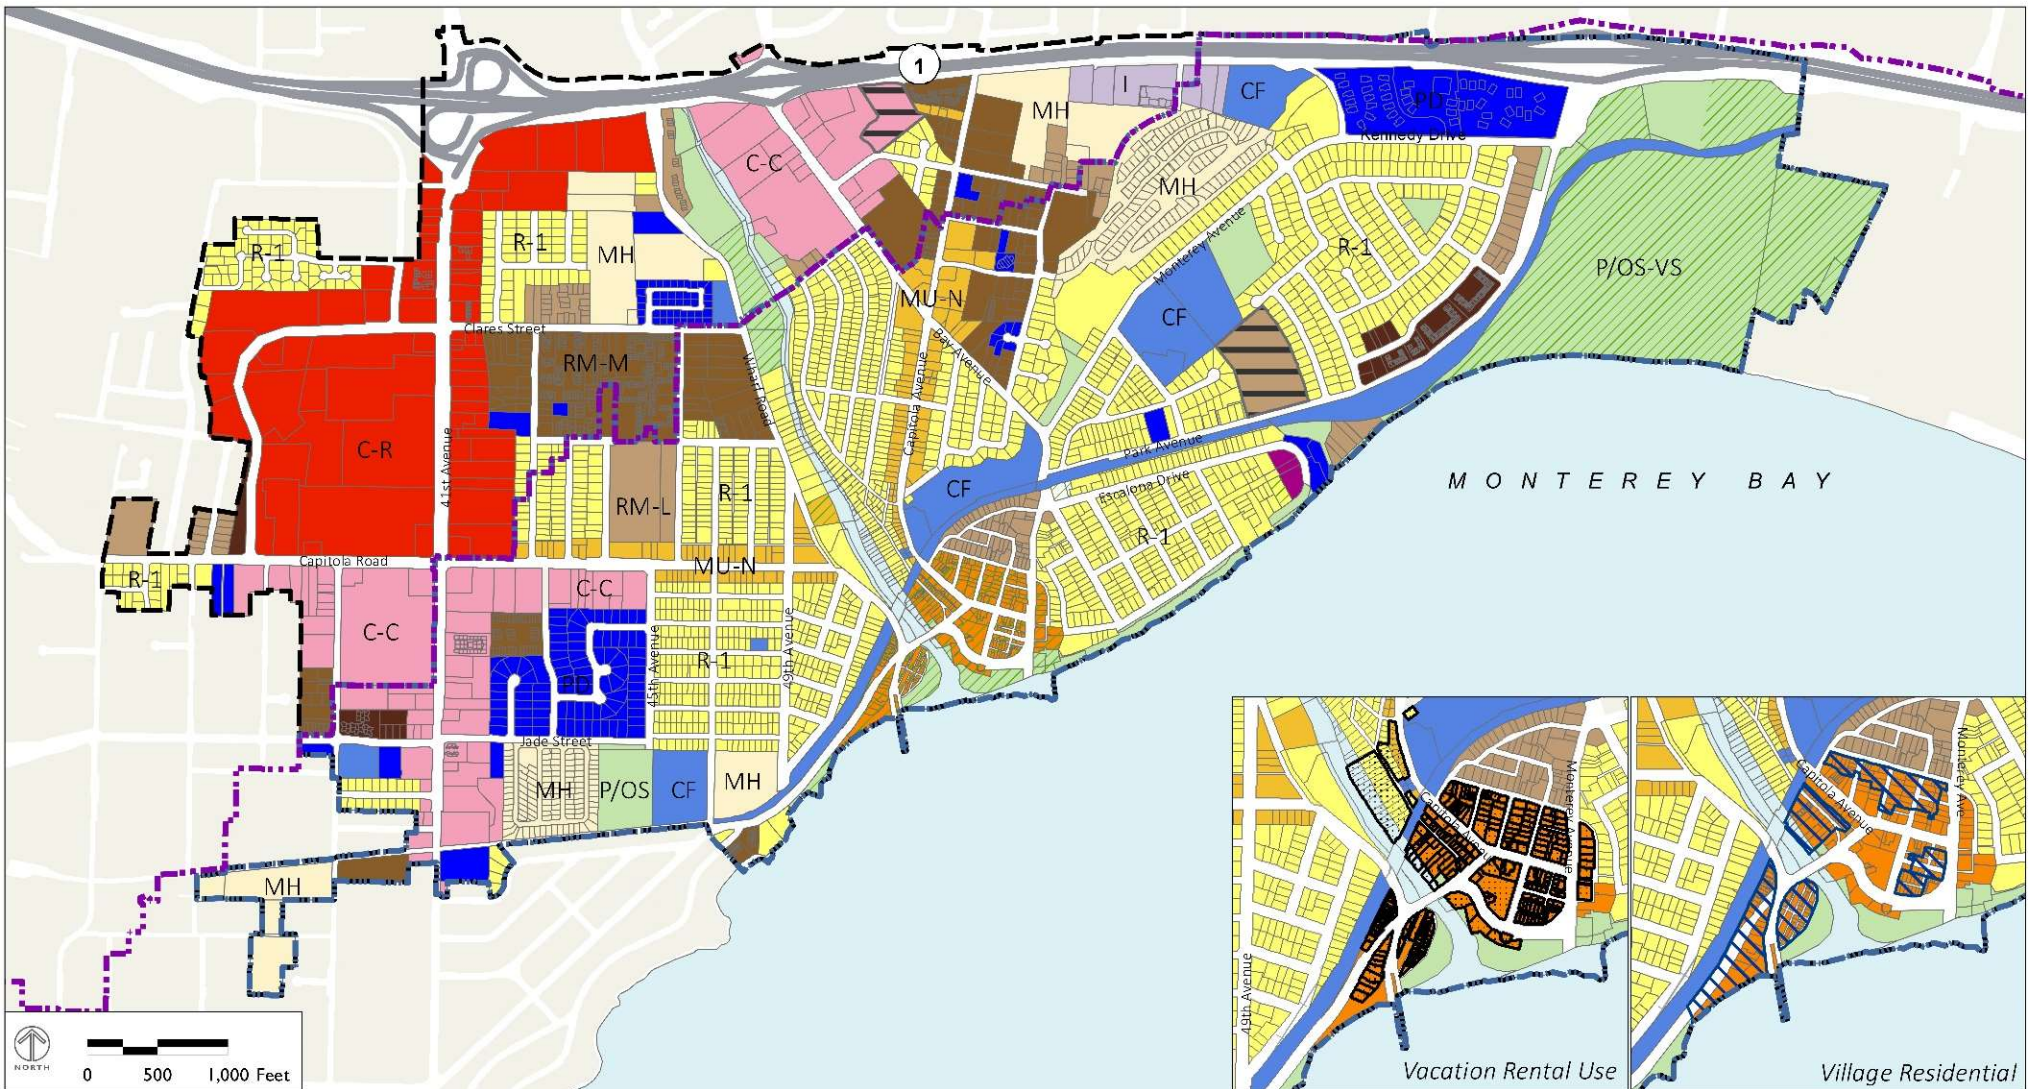 1
CF
PD
MH
I
Kennedy Drive
C-C
MH
R-1
R-1
MH
R-1
Monterey Avenue
P/OS-VS
MU-N
CF
Clares Street
RM-M
Wharf Road
Bay Avenue
Capitola Avenue
C-R
41st Avenue
Park Avenue
CF
Escalona Drive
MONTEREY BAY
RM-L
R-1
R-1
Capitola Road
MU-N
R-1
C-C
C-C
49th Avenue
45th Avenue
R-1
PD
Jade Street
MH
P/OS
CF
MH
MH
Capitola Avenue
Monterey Avenue
49th Avenue
Vacation Rental Use
Capitola Avenue
Monterey Ave
Village Residential
NORTH
0 500 1,000 Feet